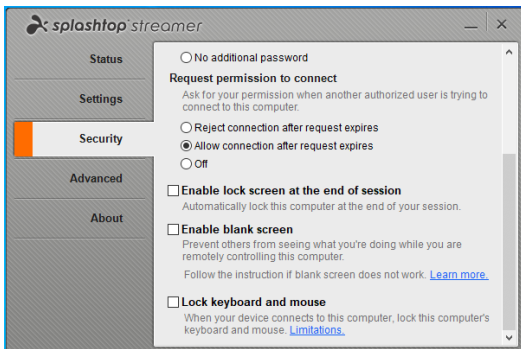 splashtop streamer
Status
Settings
Security
Advanced
About
No additional password
Request permission to connect
Ask for your permission when another authorized user is trying to
connect to this computer.
Reject connection after request expires
Allow connection after request expires
Off
Enable lock screen at the end of session
Automatically lock this computer at the end of your session.
Enable blank screen
Prevent others from seeing what you're doing while you are
remotely controlling this computer.
Follow the instruction if blank screen does not work. Learn more.
Lock keyboard and mouse
When your device connects to this computer, lock this computer's
keyboard and mouse. Limitations.